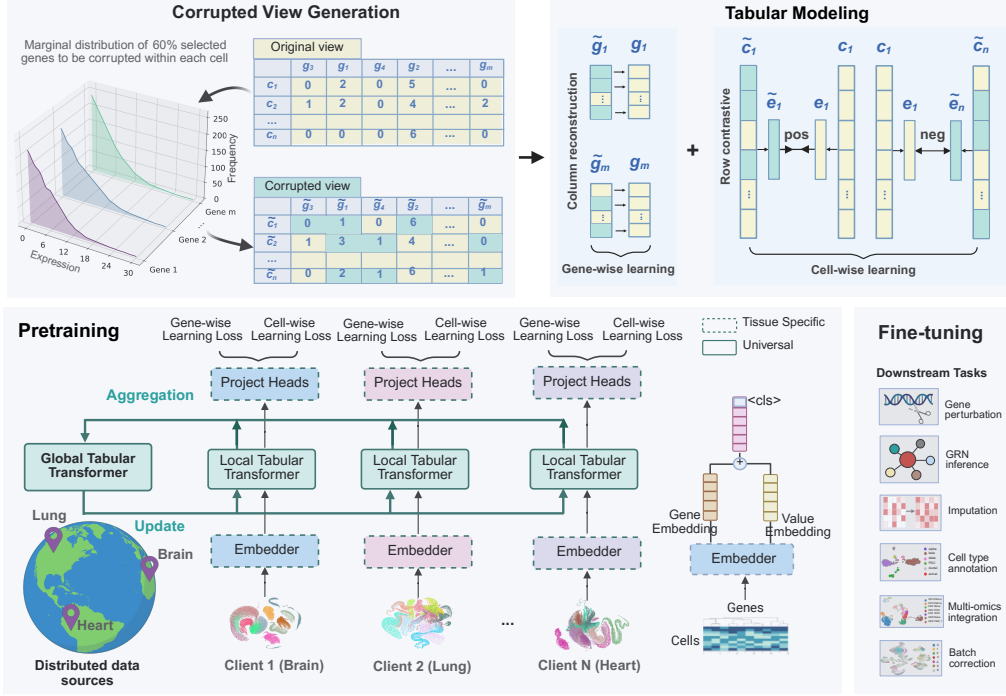 Corrupted View Generation
Marginal distribution of 60% selected
genes to be corrupted within each cell
250
200
150
100
50
0
Frequency
Gene m
...
Gene 2
Gene 1
0
6
12
18
24
30
Expression
Original view
g₃ g₁ g₄ g₂ ... gₘ
c₁ 0 2 0 5 ... 0
c₂ 1 2 0 4 ... 2
...
cₙ 0 0 0 6 ... 0
Corrupted view
g̃₃ g̃₁ g̃₄ g̃₂ ... g̃ₘ
c̃₁ 0 1 0 6 ... 0
c̃₂ 1 3 1 4 ... 0
...
c̃ₙ 0 2 1 6 ... 1
Tabular Modeling
Column reconstruction
g̃₁ g₁
...
g̃ₘ gₘ
...
Gene-wise learning
+
Row contrastive
c̃₁ c₁ c₁ c̃ₙ
ẽ₁ e₁ e₁ ẽₙ
pos neg
... ... ... ...
Cell-wise learning
Pretraining
Gene-wise Cell-wise Gene-wise Cell-wise Gene-wise Cell-wise
Learning Loss Learning Loss Learning Loss Learning Loss Learning Loss Learning Loss
Tissue Specific
Universal
Project Heads Project Heads Project Heads
Aggregation
Global Tabular
Transformer
Local Tabular
Transformer
Local Tabular
Transformer
Local Tabular
Transformer
Update
Embedder Embedder Embedder
Lung
Brain
Heart
Distributed data
sources
Client 1 (Brain) Client 2 (Lung) ... Client N (Heart)
<cls>
+
Gene
Embedding
Value
Embedding
Embedder
Genes
Cells
Fine-tuning
Downstream Tasks
Gene
perturbation
GRN
inference
Imputation
Cell type
annotation
Multi-omics
integration
Batch
correction